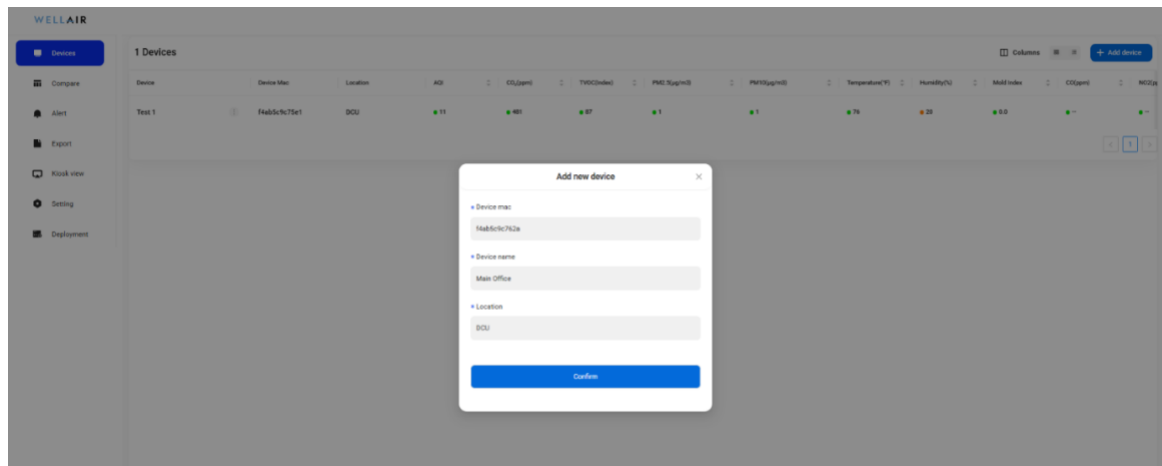 WELLAIR
Devices
Compare
Alert
Export
Kiosk view
Setting
Deployment
1 Devices
Columns
+ Add device
Device Device Mac Location AQI CO₂(ppm) TVOC(Index) PM2.5(μg/m3) PM10(μg/m3) Temperature(°F) Humidity(%) Mold Index CO(ppm)
Test 1 f4ab5c9c75e1 DCU 11 481 87 1 1 76 20 0.0 -- --
1
Add new device
* Device mac
f4ab5c9c762a
* Device name
Main Office
* Location
DCU
Confirm